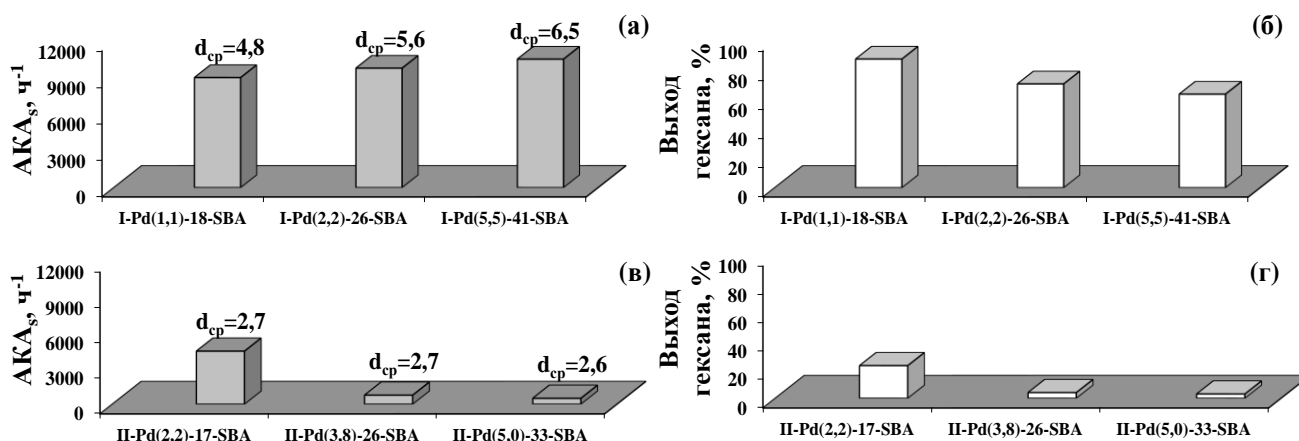 (а)
АКАs, ч-1
12000
9000
6000
3000
0
dср=4,8
dср=5,6
dср=6,5
I-Pd(1,1)-18-SBA
I-Pd(2,2)-26-SBA
I-Pd(5,5)-41-SBA
(б)
Выход
гексана, %
100
80
60
40
20
0
I-Pd(1,1)-18-SBA
I-Pd(2,2)-26-SBA
I-Pd(5,5)-41-SBA
(в)
АКАs, ч-1
12000
9000
6000
3000
0
dср=2,7
dср=2,7
dср=2,6
II-Pd(2,2)-17-SBA
II-Pd(3,8)-26-SBA
II-Pd(5,0)-33-SBA
(г)
Выход
гексана, %
100
80
60
40
20
0
II-Pd(2,2)-17-SBA
II-Pd(3,8)-26-SBA
II-Pd(5,0)-33-SBA